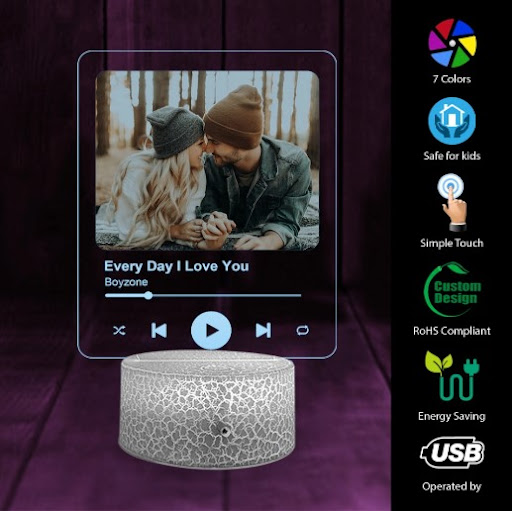 Every Day I Love You
Boyzone
7 Colors
Safe for kids
Simple Touch
Custom
Design
RoHS Compliant
Energy Saving
USB
Operated by